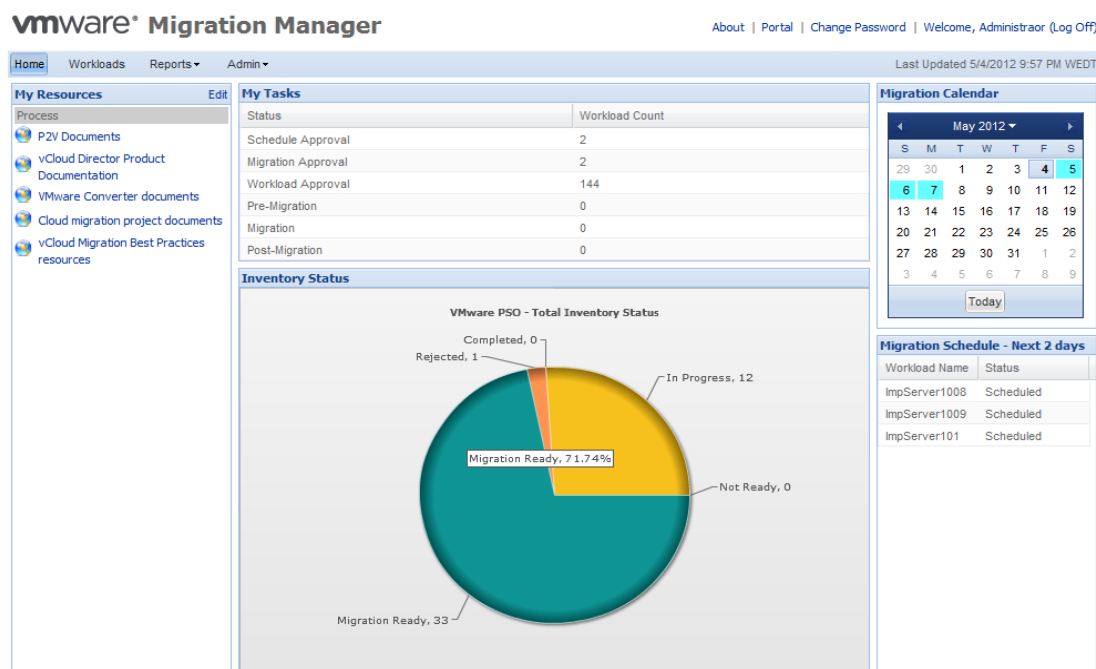 vmware® Migration Manager
About | Portal | Change Password | Welcome, Administraor (Log Off)
Home Workloads Reports Admin
Last Updated 5/4/2012 9:57 PM WEDT
My Resources Edit
Process
P2V Documents
vCloud Director Product
Documentation
VMware Converter documents
Cloud migration project documents
vCloud Migration Best Practices
resources
My Tasks
Status Workload Count
Schedule Approval 2
Migration Approval 2
Workload Approval 144
Pre-Migration 0
Migration 0
Post-Migration 0
Inventory Status
VMware PSO - Total Inventory Status
Completed, 0
Rejected, 1
In Progress, 12
Migration Ready, 71.74%
Not Ready, 0
Migration Ready, 33
Migration Calendar
May 2012
S M T W T F S
29 30 1 2 3 4 5
6 7 8 9 10 11 12
13 14 15 16 17 18 19
20 21 22 23 24 25 26
27 28 29 30 31 1 2
3 4 5 6 7 8 9
Today
Migration Schedule - Next 2 days
Workload Name Status
ImpServer1008 Scheduled
ImpServer1009 Scheduled
ImpServer101 Scheduled